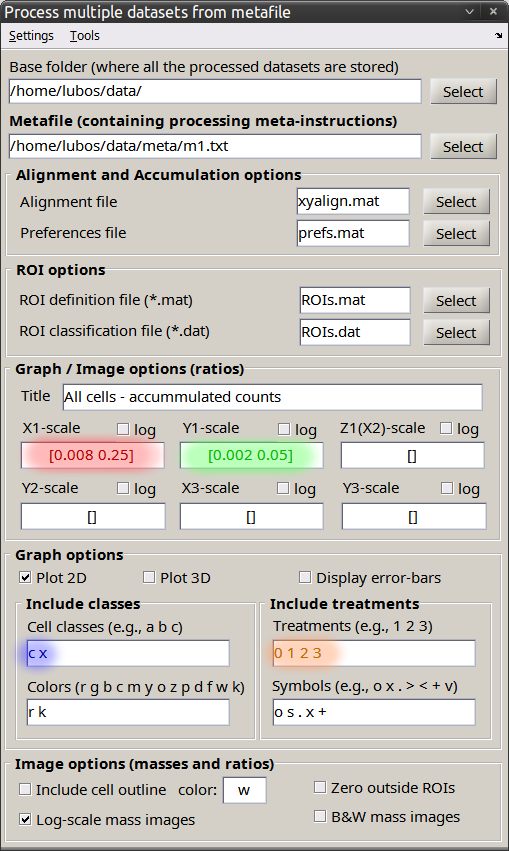 Process multiple datasets from metafile
Settings Tools
Base folder (where all the processed datasets are stored)
/home/lubos/data/ Select
Metafile (containing processing meta-instructions)
/home/lubos/data/meta/m1.txt Select
Alignment and Accumulation options
Alignment file xyalign.mat Select
Preferences file prefs.mat Select
ROI options
ROI definition file (*.mat) ROIs.mat Select
ROI classification file (*.dat) ROIs.dat Select
Graph / Image options (ratios)
Title All cells - accummulated counts
X1-scale log Y1-scale log Z1(X2)-scale log
[0.008 0.25] [0.002 0.05] []
Y2-scale log X3-scale log Y3-scale log
[] [] []
Graph options
Plot 2D Plot 3D Display error-bars
Include classes Include treatments
Cell classes (e.g., a b c) Treatments (e.g., 1 2 3)
c x 0 1 2 3
Colors (r g b c m y o z p d f w k) Symbols (e.g., o x . > < + v)
r k o s . x +
Image options (masses and ratios)
Include cell outline color: w Zero outside ROIs
Log-scale mass images B&W mass images